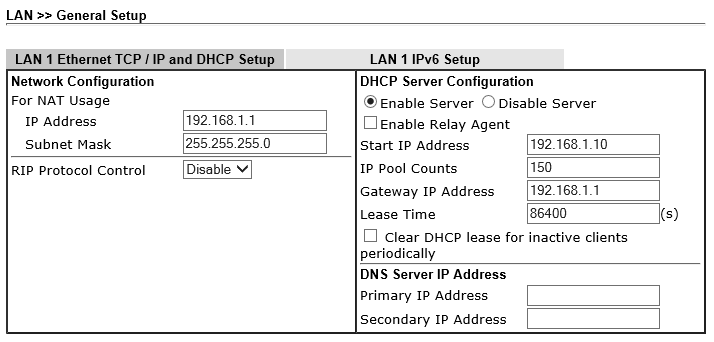 LAN >> General Setup
LAN 1 Ethernet TCP / IP and DHCP Setup
LAN 1 IPv6 Setup
Network Configuration
For NAT Usage
IP Address 192.168.1.1
Subnet Mask 255.255.255.0
RIP Protocol Control Disable
DHCP Server Configuration
Enable Server Disable Server
Enable Relay Agent
Start IP Address 192.168.1.10
IP Pool Counts 150
Gateway IP Address 192.168.1.1
Lease Time 86400 (s)
Clear DHCP lease for inactive clients
periodically
DNS Server IP Address
Primary IP Address
Secondary IP Address